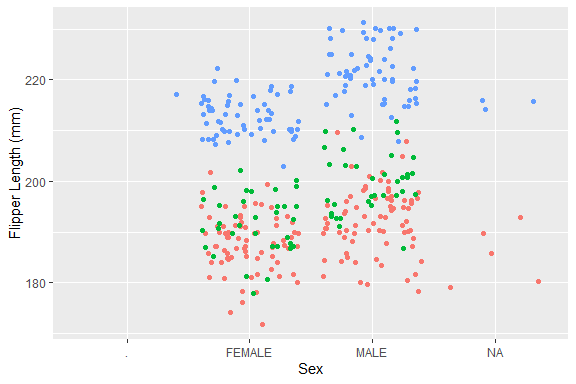 Flipper Length (mm)
220
200
180
.
FEMALE
MALE
NA
Sex